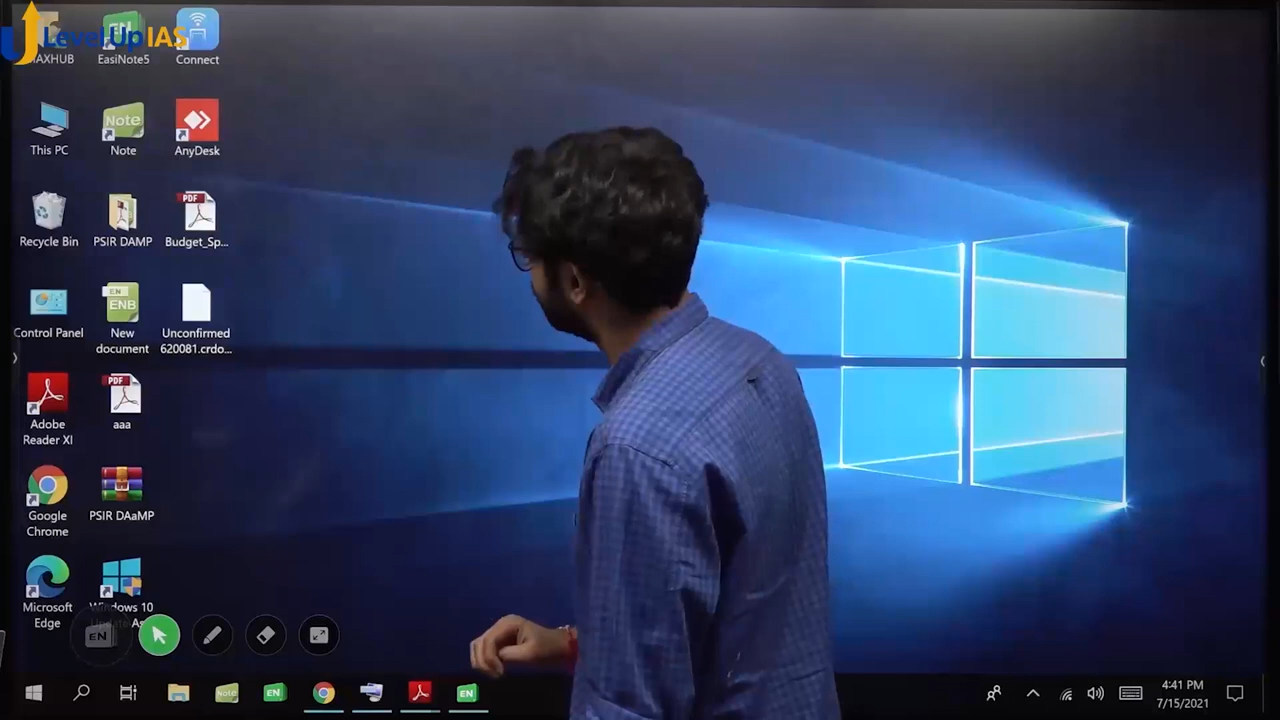 Level Up IAS
MAXHUB
EasiNote5
Connect
This PC
Note
AnyDesk
Recycle Bin
PSIR DAMP
Budget_Sp...
Control Panel
New
document
Unconfirmed
620081.crdo...
Adobe
Reader XI
aaa
Google
Chrome
PSIR DAaMP
Microsoft
Edge
Windows 10
EN
4:41 PM
7/15/2021